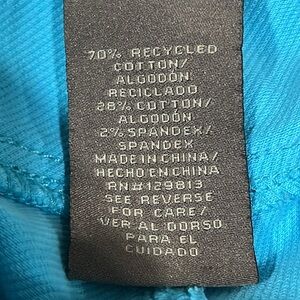 70% RECYCLED
COTTON/
ALGODÓN
RECICLADO
28% COTTON/
ALGODÓN
2% SPANDEX/
SPANDEX
MADE IN CHINA/
HECHO EN CHINA
RN#129813
SEE REVERSE
FOR CARE/
VER AL DORSO
PARA EL
CUIDADO